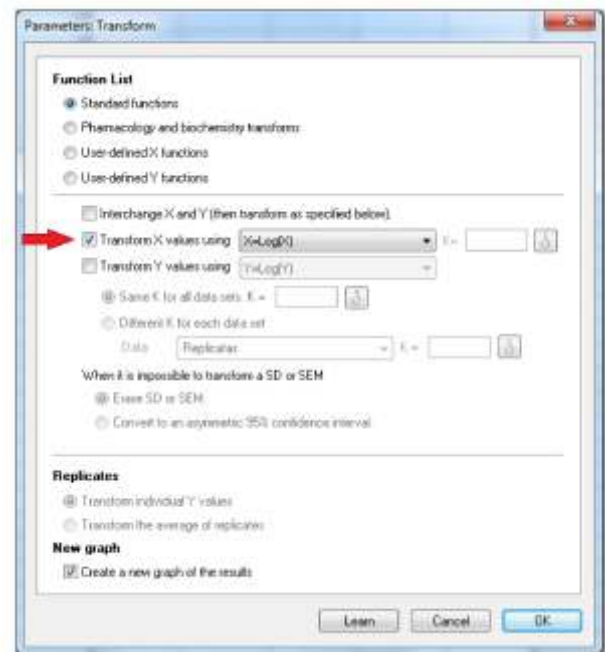 Parameters: Transform
Function List
Standard functions
Pharmacology and biochemistry transforms
User-defined X functions
User-defined Y functions
Interchange X and Y (then transform as specified below).
Transform X values using X=Log(X) K=
Transform Y values using Y=Log(Y)
Same K for all data sets. K =
Different K for each data set
Data Replicates K =
When it is impossible to transform a SD or SEM
Erase SD or SEM
Convert to an asymmetric 95% confidence interval
Replicates
Transform individual Y values
Transform the average of replicates
New graph
Create a new graph of the results
Learn Cancel OK